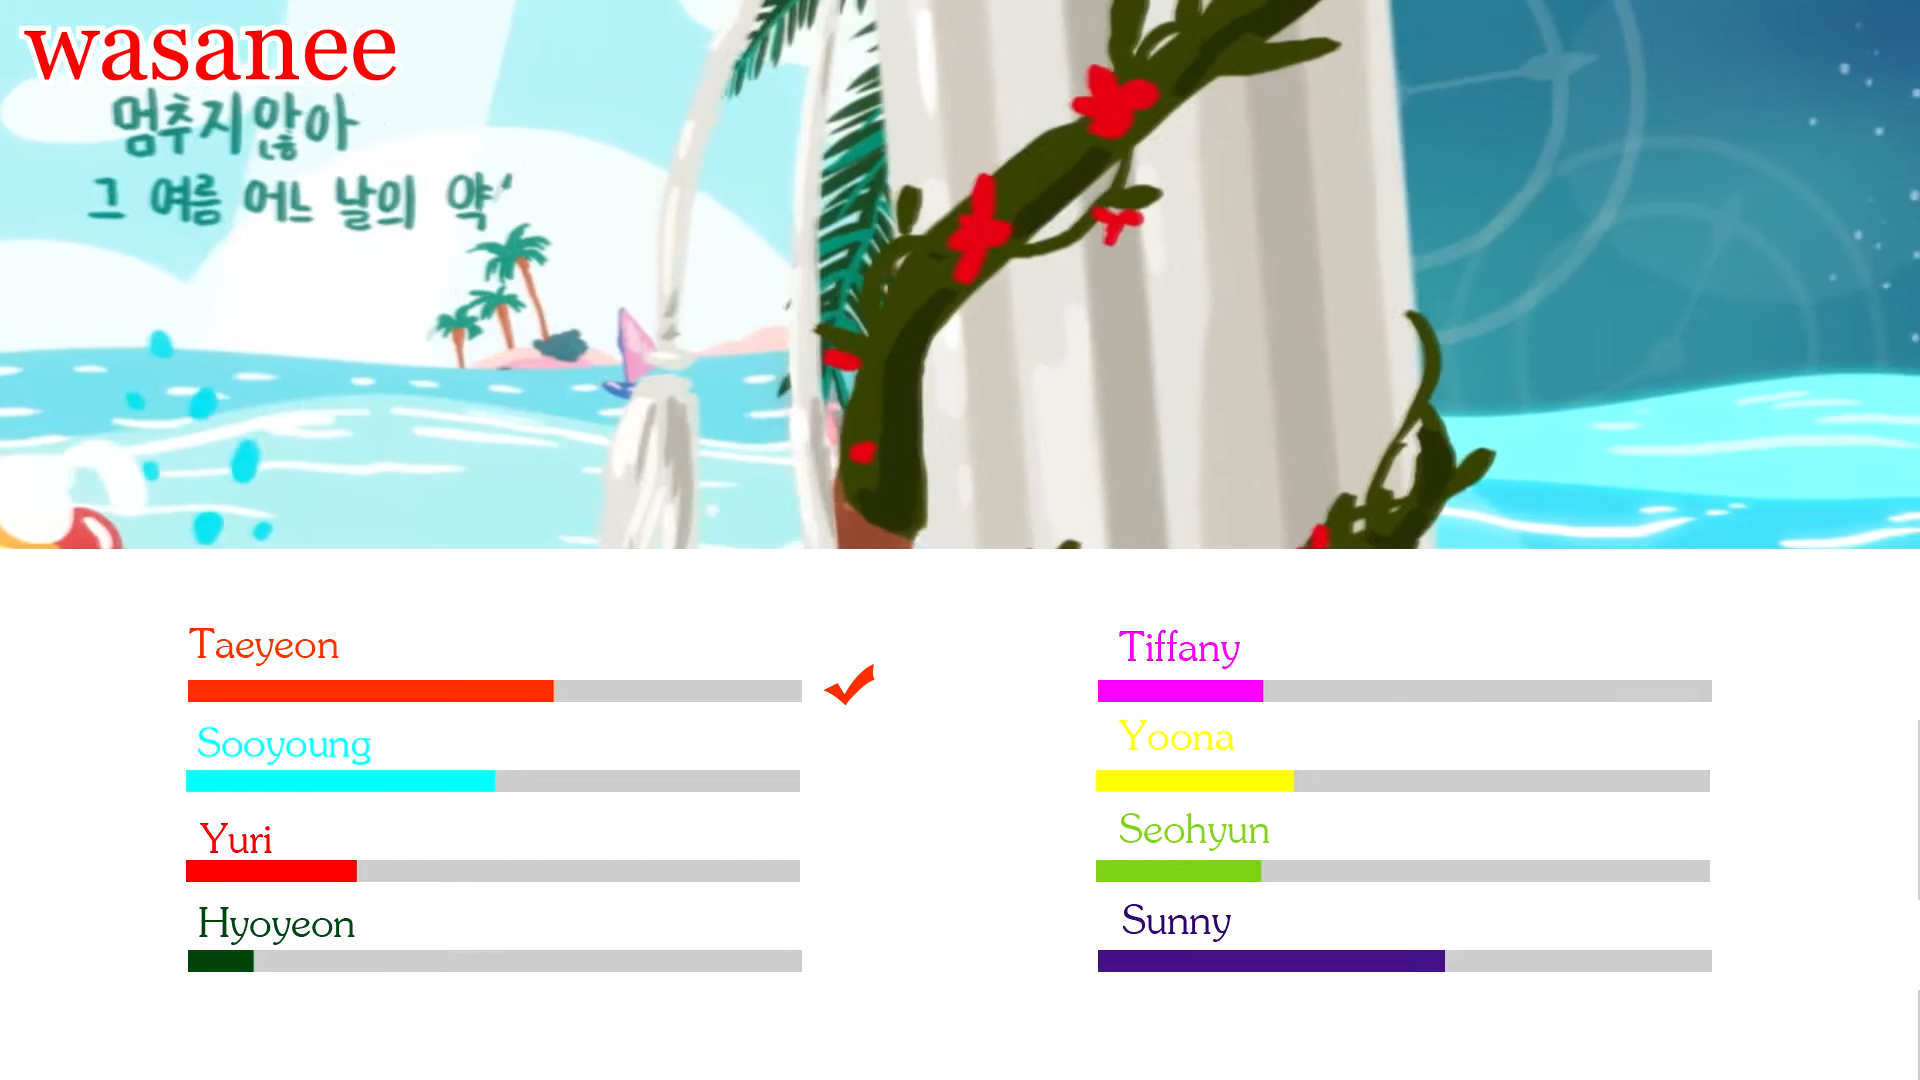 wasanee
멈추지 않아
그 여름 어느 날의 약
Taeyeon
Tiffany
Sooyoung
Yoona
Yuri
Seohyun
Hyoyeon
Sunny